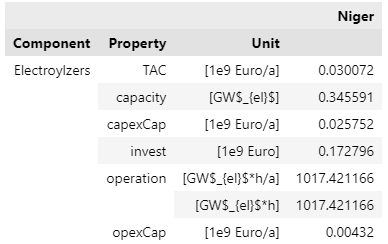 Niger
Component Property Unit
Electroylzers TAC [1e9 Euro/a] 0.030072
capacity [GW$_{el}$] 0.345591
capexCap [1e9 Euro/a] 0.025752
invest [1e9 Euro] 0.172796
operation [GW$_{el}$*h/a] 1017.421166
[GW$_{el}$*h] 1017.421166
opexCap [1e9 Euro/a] 0.00432